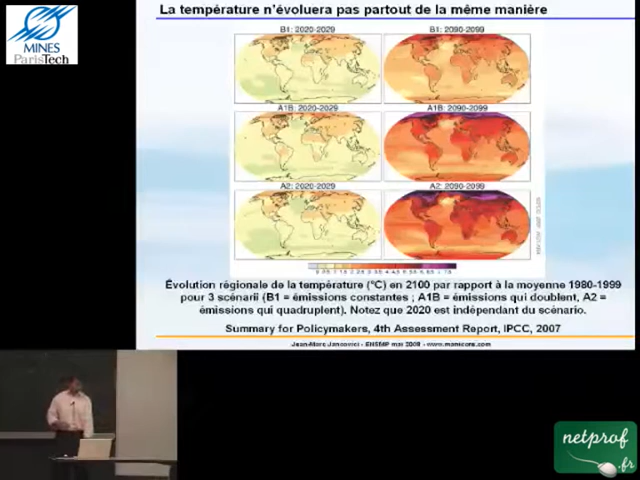 La température n'évoluera pas partout de la même manière
MINES
ParisTech
B1: 2020-2029
B1: 2090-2099
A1B: 2020-2029
A1B: 2090-2099
A2: 2020-2029
A2: 2090-2099
Évolution régionale de la température (°C) en 2100 par rapport à la moyenne 1980-1999
pour 3 scénarii (B1 = émissions constantes ; A1B = émissions qui doublent, A2 =
émissions qui quadruplent). Notez que 2020 est indépendant du scénario.
Summary for Policymakers, 4th Assessment Report, IPCC, 2007
Jean-Marc Jancovici - ENSMP mai 2008 - www.manicore.com
netprof
.fr